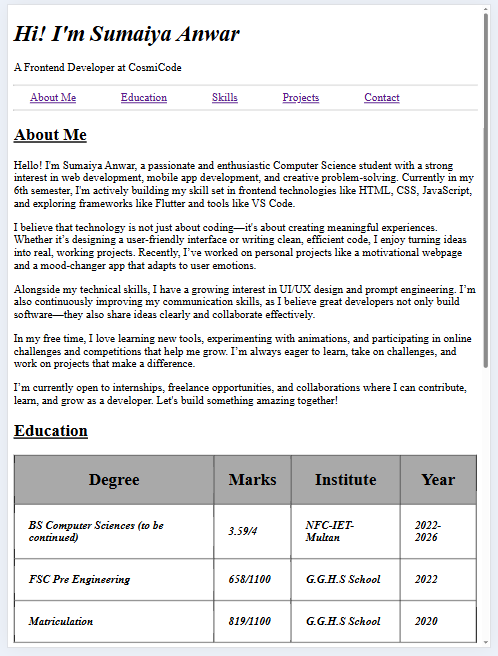 Hi! I'm Sumaiya Anwar
A Frontend Developer at CosmiCode
About Me Education Skills Projects Contact
About Me
Hello! I'm Sumaiya Anwar, a passionate and enthusiastic Computer Science student with a strong
interest in web development, mobile app development, and creative problem-solving. Currently in my
6th semester, I'm actively building my skill set in frontend technologies like HTML, CSS, JavaScript,
and exploring frameworks like Flutter and tools like VS Code.
I believe that technology is not just about coding—it's about creating meaningful experiences.
Whether it’s designing a user-friendly interface or writing clean, efficient code, I enjoy turning ideas
into real, working projects. Recently, I’ve worked on personal projects like a motivational webpage
and a mood-changer app that adapts to user emotions.
Alongside my technical skills, I have a growing interest in UI/UX design and prompt engineering. I’m
also continuously improving my communication skills, as I believe great developers not only build
software—they also share ideas clearly and collaborate effectively.
In my free time, I love learning new tools, experimenting with animations, and participating in online
challenges and competitions that help me grow. I’m always eager to learn, take on challenges, and
work on projects that make a difference.
I’m currently open to internships, freelance opportunities, and collaborations where I can contribute,
learn, and grow as a developer. Let's build something amazing together!
Education
Degree Marks Institute Year
BS Computer Sciences (to be continued) 3.59/4 NFC-IET-Multan 2022-2026
FSC Pre Engineering 658/1100 G.G.H.S School 2022
Matriculation 819/1100 G.G.H.S School 2020